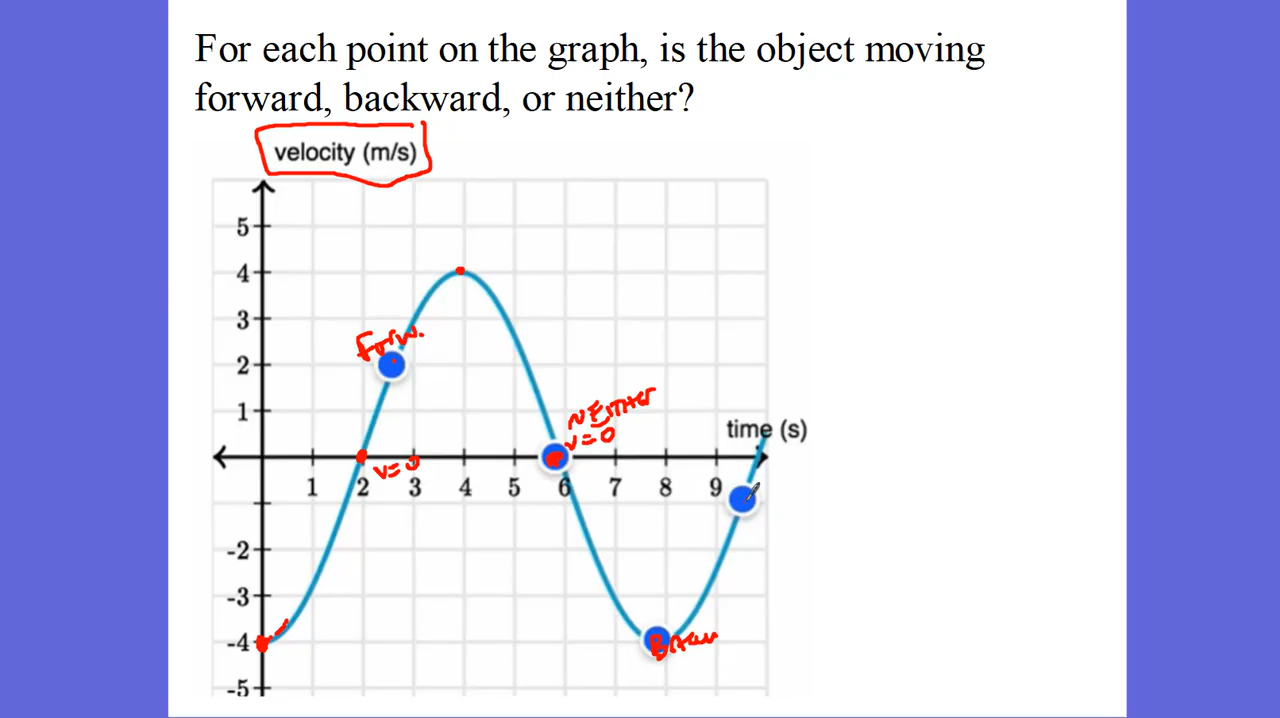 For each point on the graph, is the object moving
forward, backward, or neither?
velocity (m/s)
5
4
3
2
1
Forw.
NEITHER
v=0
time (s)
v=0
1 2 3 4 5 6 7 8 9
-2
-3
-4
-5